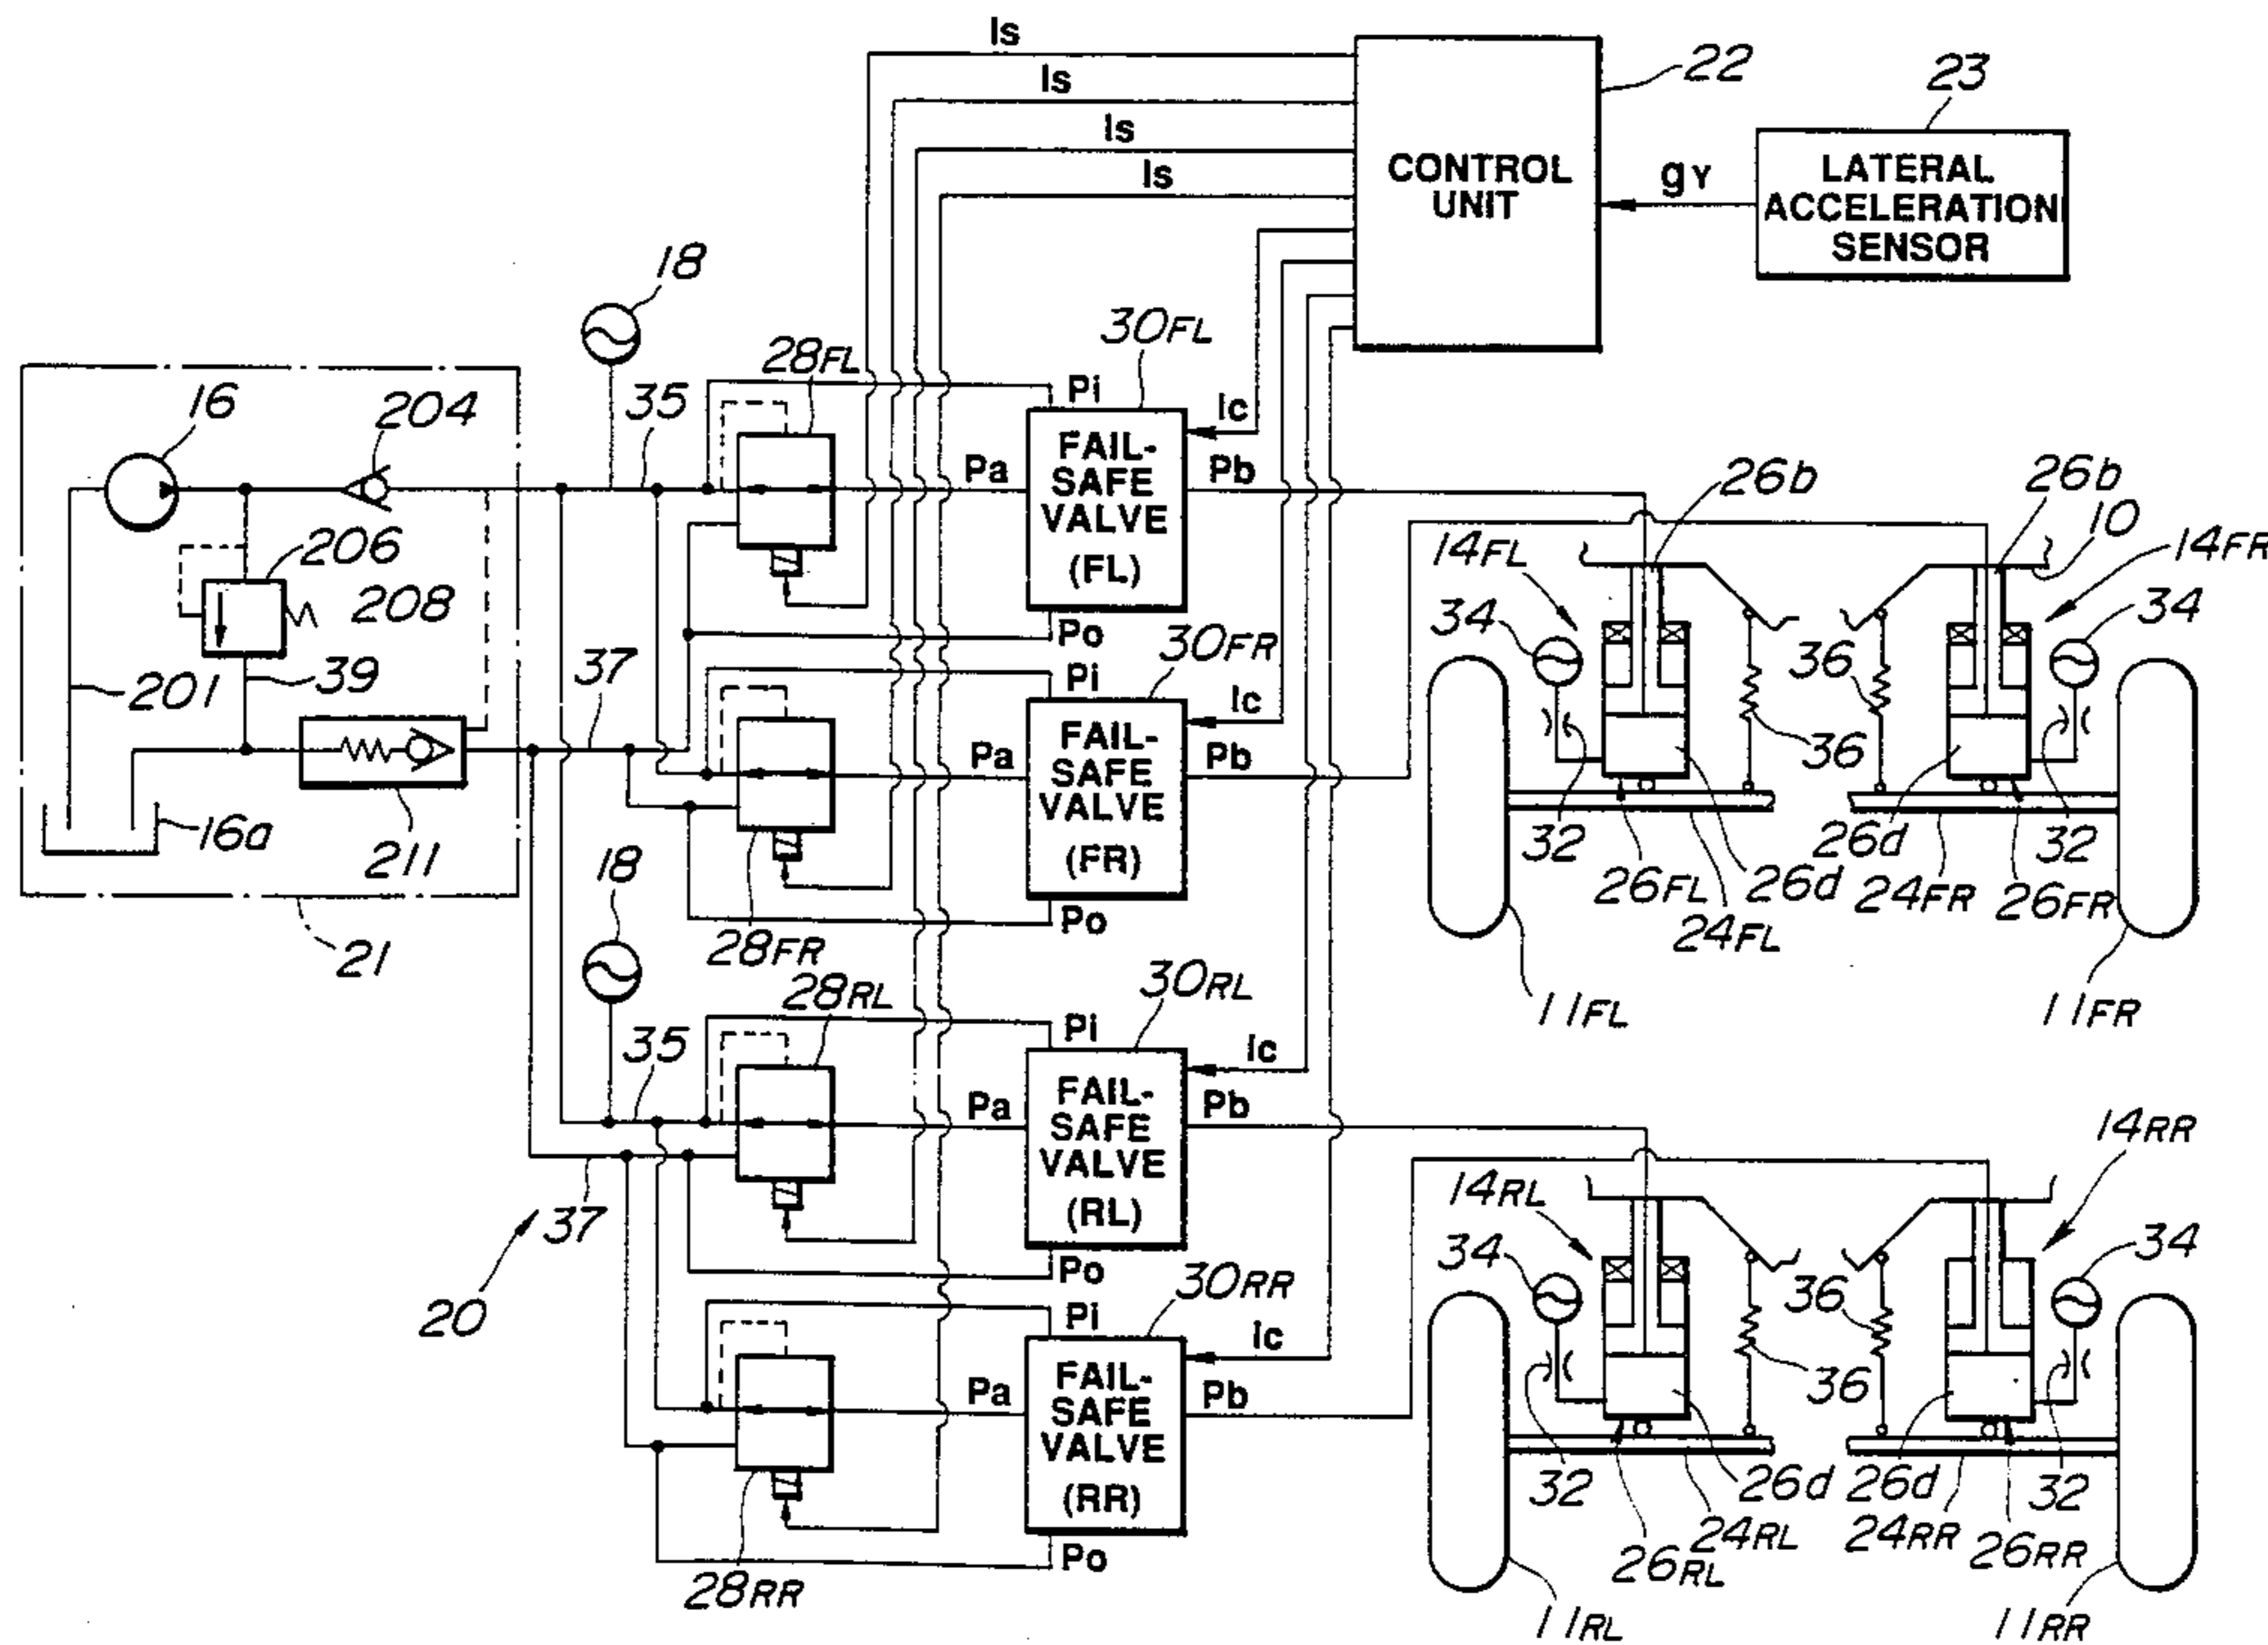 Is
Is
Is
Is
22
23
CONTROL
UNIT
gY
LATERAL
ACCELERATION
SENSOR
18
30FL
28FL
Pi
Ic
16
204
35
Pa
FAIL-
SAFE
VALVE
(FL)
Pb
26b
26b
10
14FL
14FR
206
208
34
34
Po
30FR
201
39
37
Pi
Ic
36
36
Pa
FAIL-
SAFE
VALVE
(FR)
Pb
16a
211
18
32
26d
32
26FL
26d
24FR
26FR
24FL
Po
21
28FR
28RL
30RL
11FL
11FR
Pi
Ic
35
Pa
FAIL-
SAFE
VALVE
(RL)
Pb
14RR
14RL
37
34
34
20
Po
30RR
Pi
Ic
36
36
Pa
FAIL-
SAFE
VALVE
(RR)
Pb
32
26d
26d
32
24RL
24RR
26RR
26RL
Po
28RR
11RL
11RR